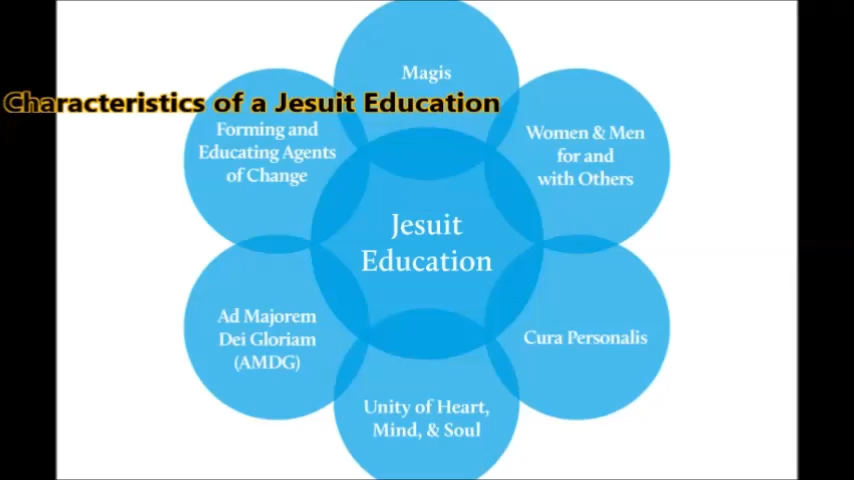 Characteristics of a Jesuit Education
Magis
Forming and
Educating Agents
of Change
Women & Men
for and
with Others
Jesuit
Education
Ad Majorem
Dei Gloriam
(AMDG)
Cura Personalis
Unity of Heart,
Mind, & Soul